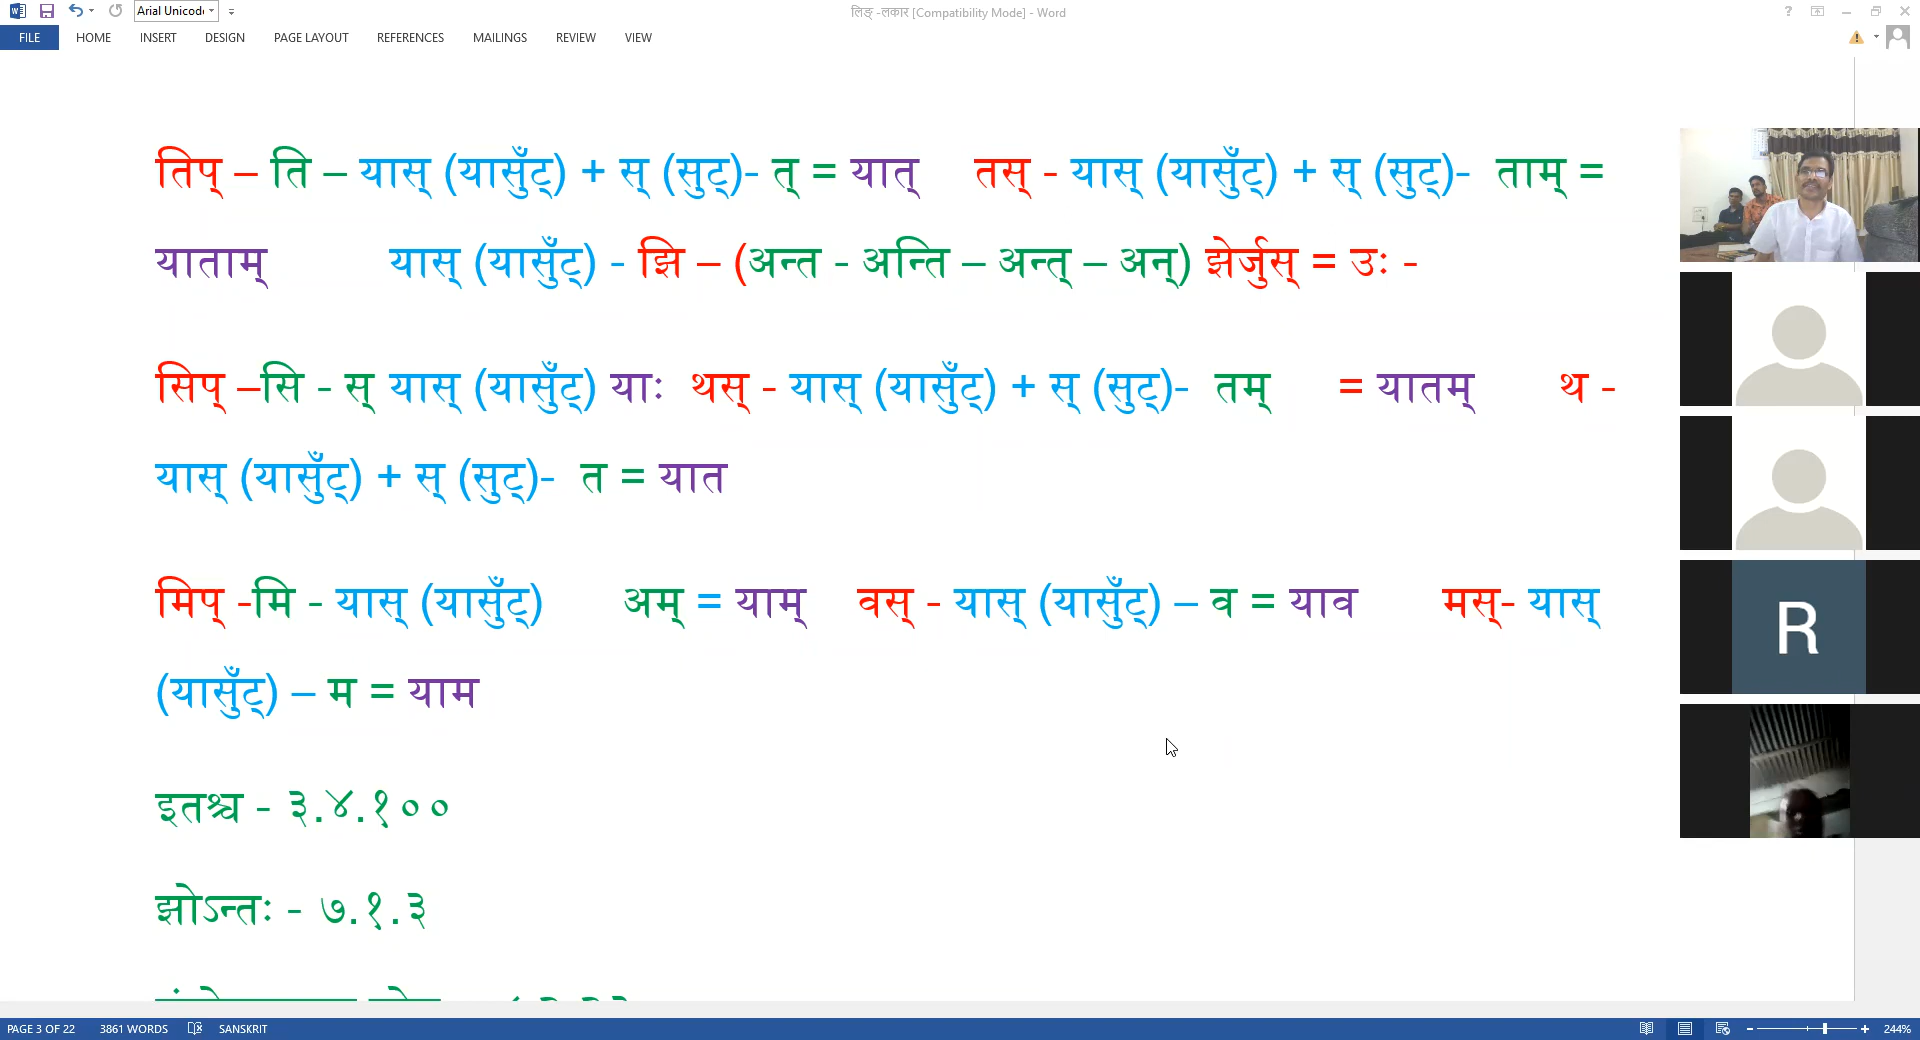 Arial Unicod
लिङ् -लकार [Compatibility Mode] - Word
FILE HOME INSERT DESIGN PAGE LAYOUT REFERENCES MAILINGS REVIEW VIEW
तिप् – ति – यास् (यासुँट्) + स् (सुट्)- त् = यात् तस् - यास् (यासुँट्) + स् (सुट्)- ताम् =
याताम् यास् (यासुँट्) - झि – (अन्त - अन्ति – अन्त् – अन्) झेर्जुस् = उः -
सिप् –सि - स् यास् (यासुँट्) याः थस् - यास् (यासुँट्) + स् (सुट्)- तम् = यातम् थ -
यास् (यासुँट्) + स् (सुट्)- त = यात
मिप् -मि - यास् (यासुँट्) अम् = याम् वस् - यास् (यासुँट्) – व = याव मस्- यास्
(यासुँट्) – म = याम
इतश्च - ३.४.१००
झोऽन्तः - ७.१.३
R
PAGE 3 OF 22 3861 WORDS SANSKRIT 244%